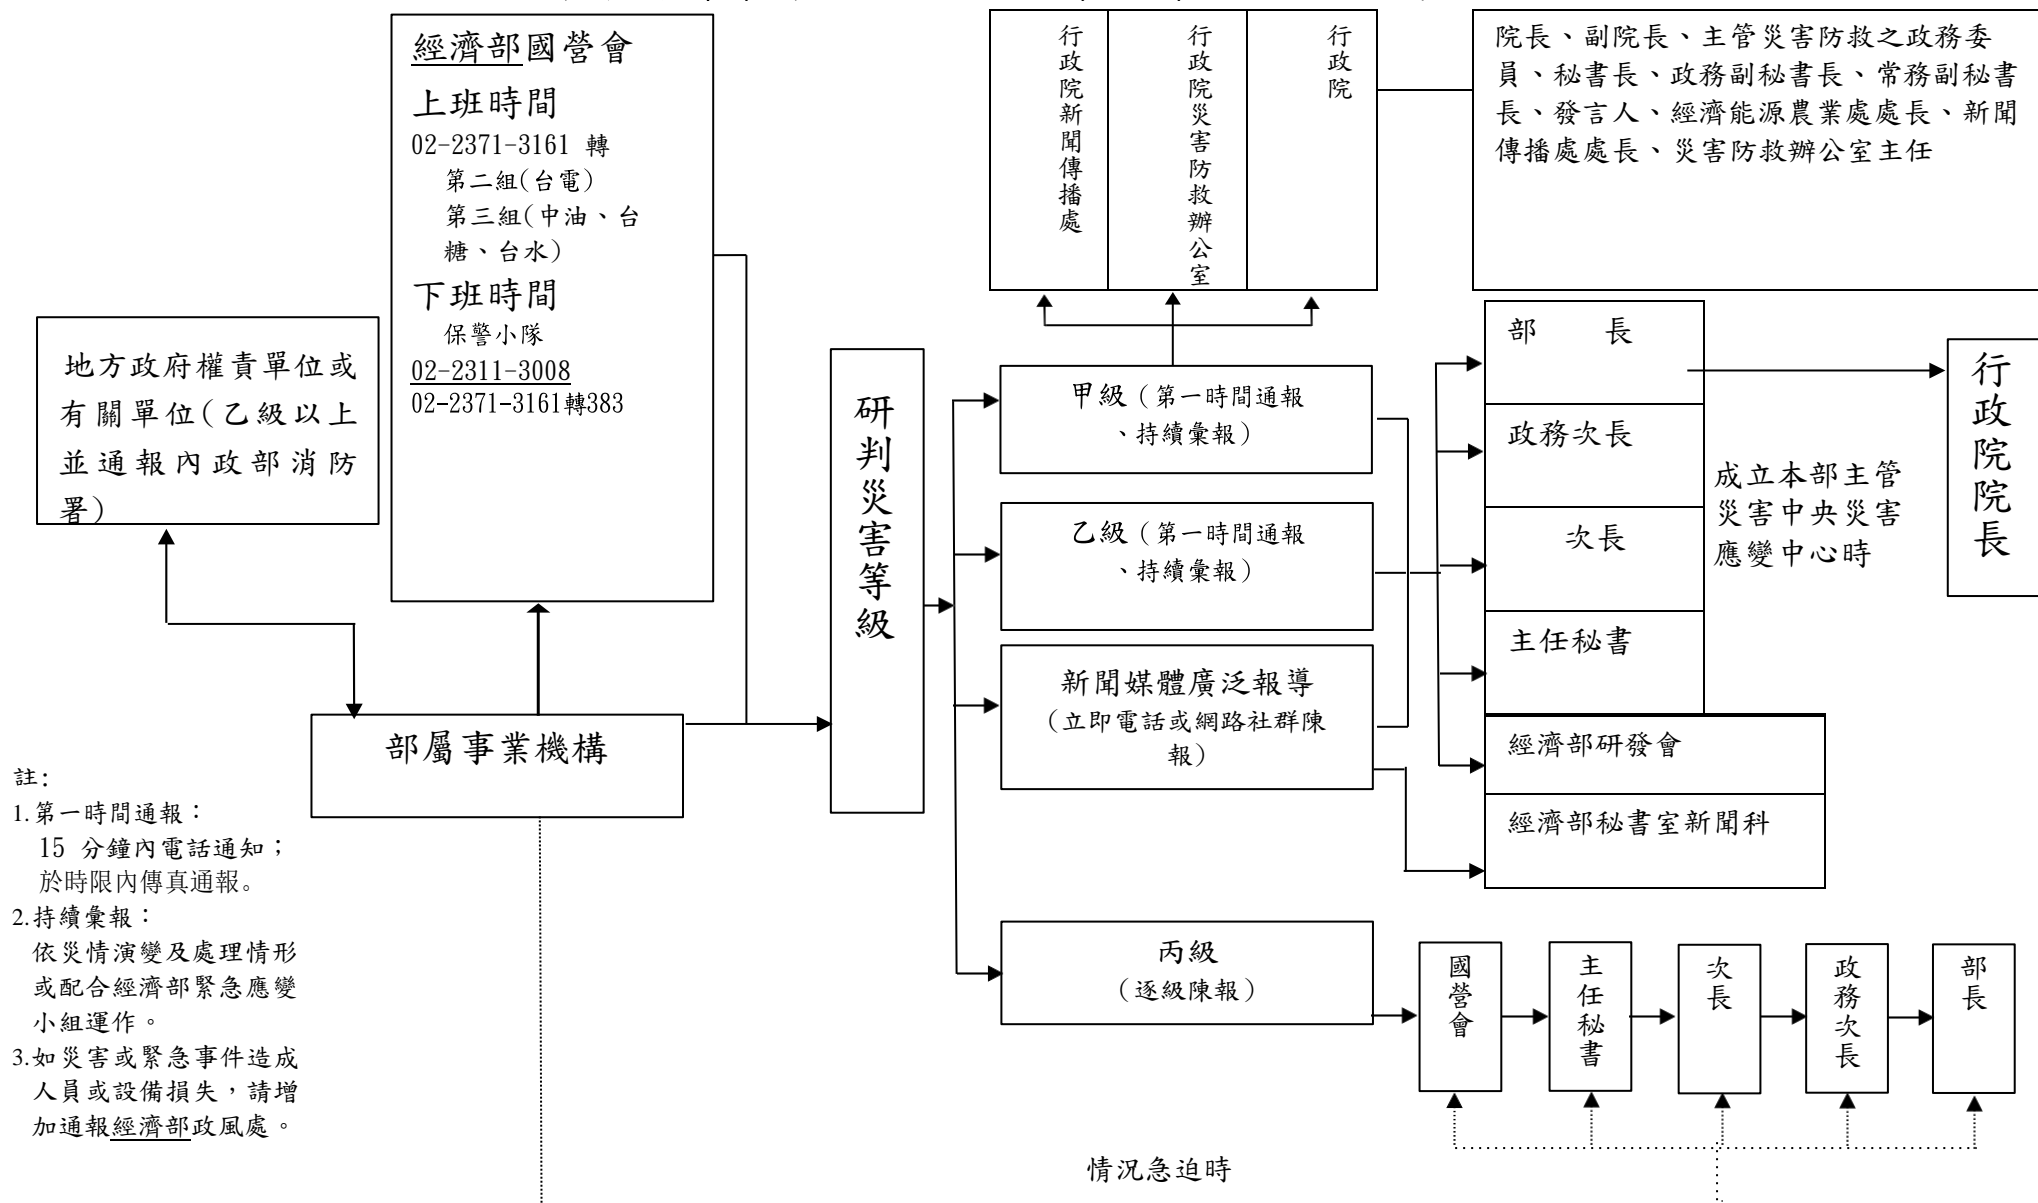 經濟部國營會
上班時間
02-2371-3161 轉
第二組(台電)
第三組(中油、台
糖、台水)
下班時間
保警小隊
02-2311-3008
02-2371-3161轉383
行政院新聞傳播處
行政院災害防救辦公室
行政院
院長、副院長、主管災害防救之政務委
員、秘書長、政務副秘書長、常務副秘書
長、發言人、經濟能源農業處處長、新聞
傳播處處長、災害防救辦公室主任
地方政府權責單位或
有關單位(乙級以上
並通報內政部消防
署)
部屬事業機構
研判災害等級
甲級（第一時間通報
、持續彙報）
乙級（第一時間通報
、持續彙報）
新聞媒體廣泛報導
（立即電話或網路社群陳
報）
丙級
（逐級陳報）
部　　長
政務次長
次長
主任秘書
經濟部研發會
經濟部秘書室新聞科
成立本部主管
災害中央災害
應變中心時
行政院院長
國營會
主任秘書
次長
政務次長
部長
情況急迫時
註:
1.第一時間通報：
15 分鐘內電話通知；
於時限內傳真通報。
2.持續彙報：
依災情演變及處理情形
或配合經濟部緊急應變
小組運作。
3.如災害或緊急事件造成
人員或設備損失，請增
加通報經濟部政風處。